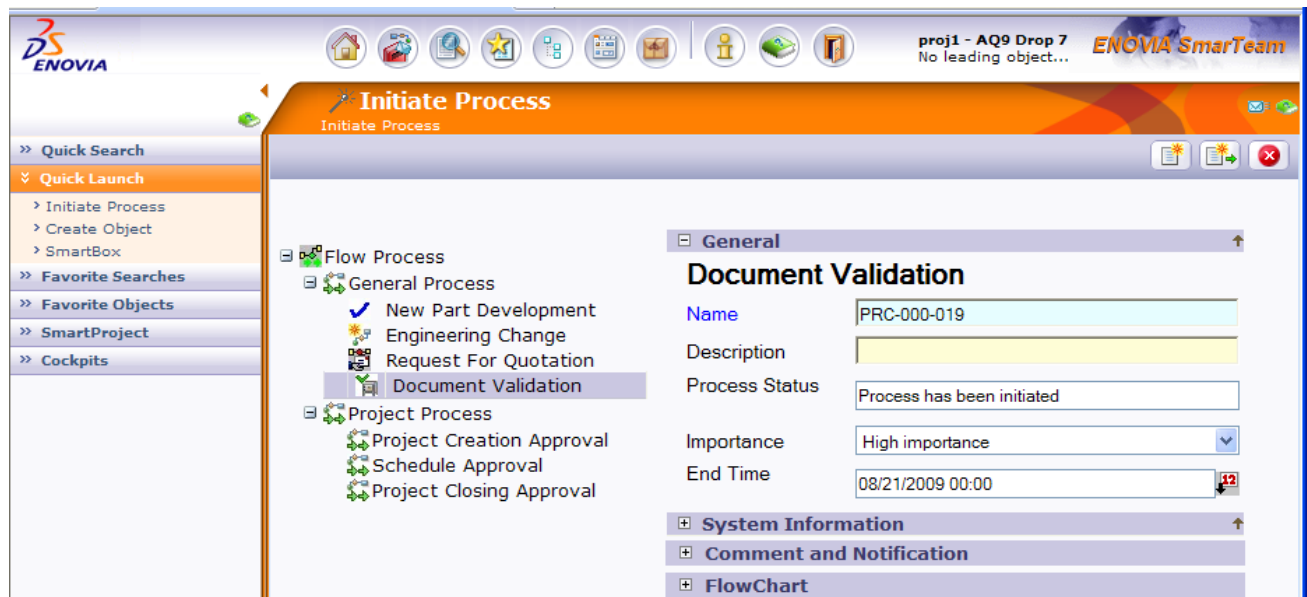 DS
ENOVIA
proj1 - AQ9 Drop 7
No leading object...
ENOVIA SmarTeam
Initiate Process
Initiate Process
Quick Search
Quick Launch
Initiate Process
Create Object
SmartBox
Favorite Searches
Favorite Objects
SmartProject
Cockpits
Flow Process
General Process
New Part Development
Engineering Change
Request For Quotation
Document Validation
Project Process
Project Creation Approval
Schedule Approval
Project Closing Approval
General
Document Validation
Name PRC-000-019
Description
Process Status Process has been initiated
Importance High importance
End Time 08/21/2009 00:00
12
System Information
Comment and Notification
FlowChart